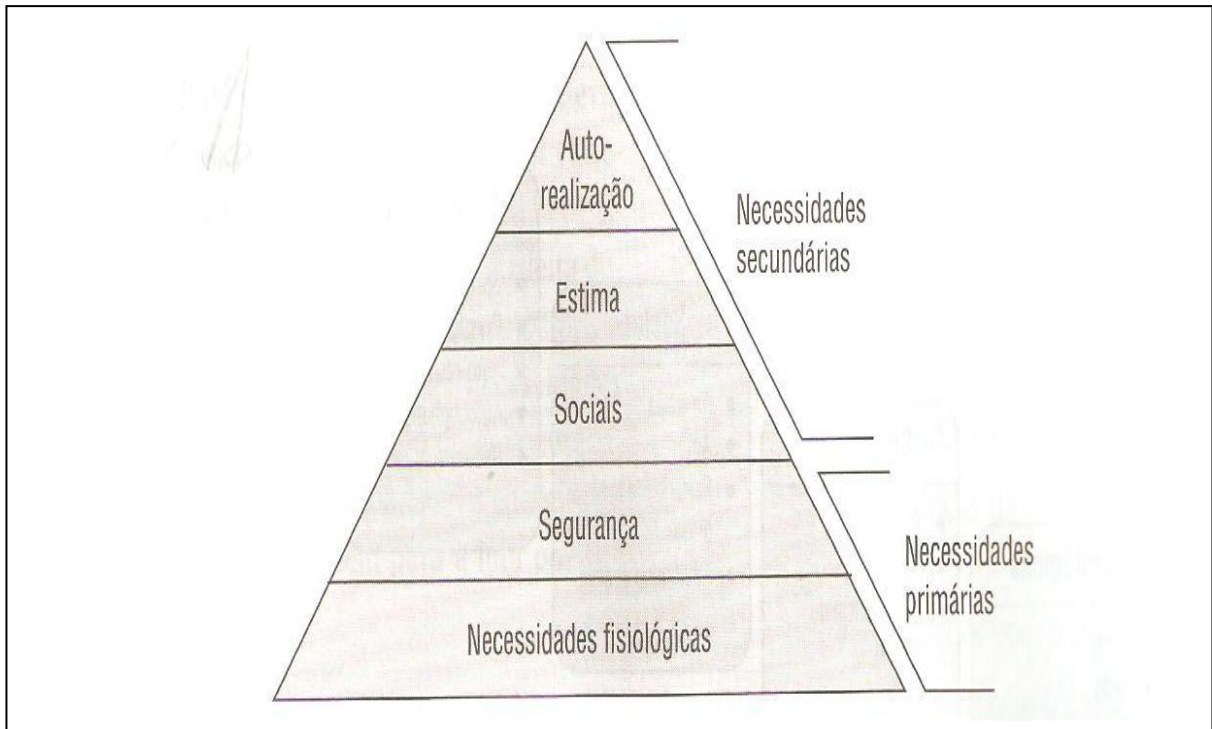 Auto-
realização
Necessidades
secundárias
Estima
Sociais
Segurança
Necessidades
primárias
Necessidades fisiológicas